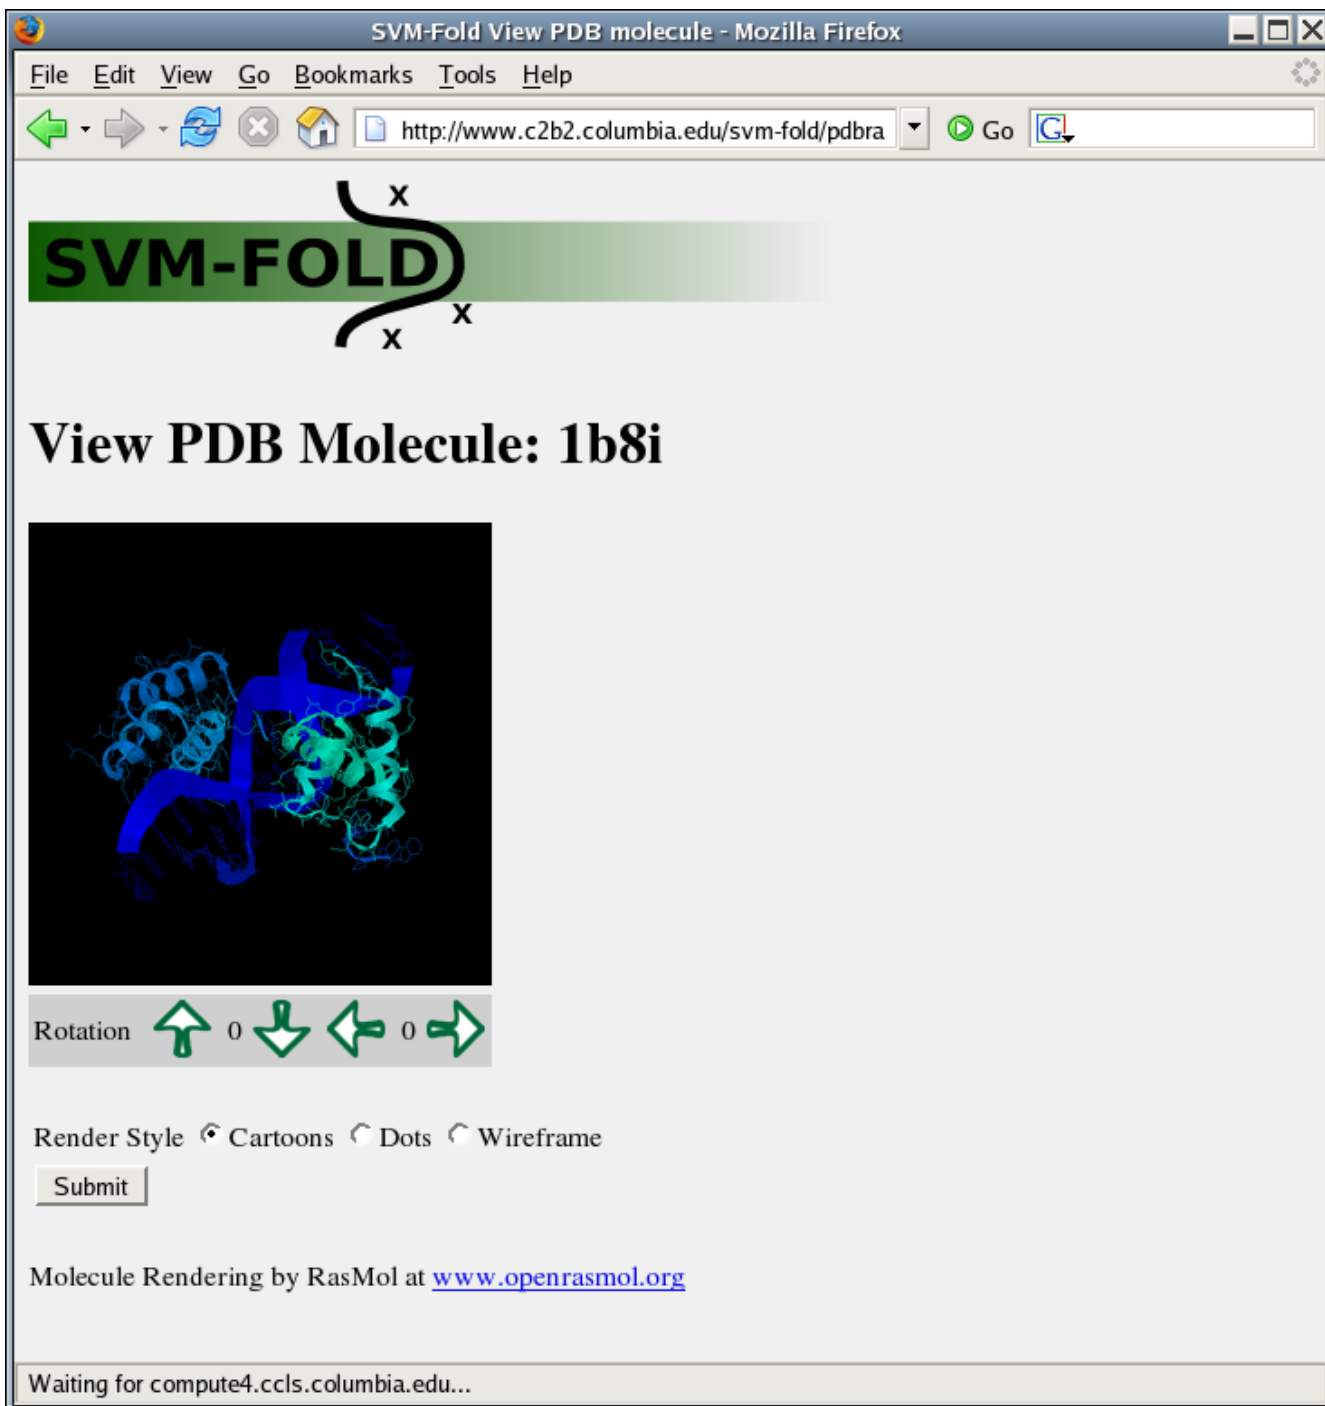 SVM-Fold View PDB molecule - Mozilla Firefox
File Edit View Go Bookmarks Tools Help
http://www.c2b2.columbia.edu/svm-fold/pdbra Go G
x
SVM-FOLD
x
x
View PDB Molecule: 1b8i
Rotation 0 0
Render Style Cartoons Dots Wireframe
Submit
Molecule Rendering by RasMol at www.openrasmol.org
Waiting for compute4.ccls.columbia.edu...